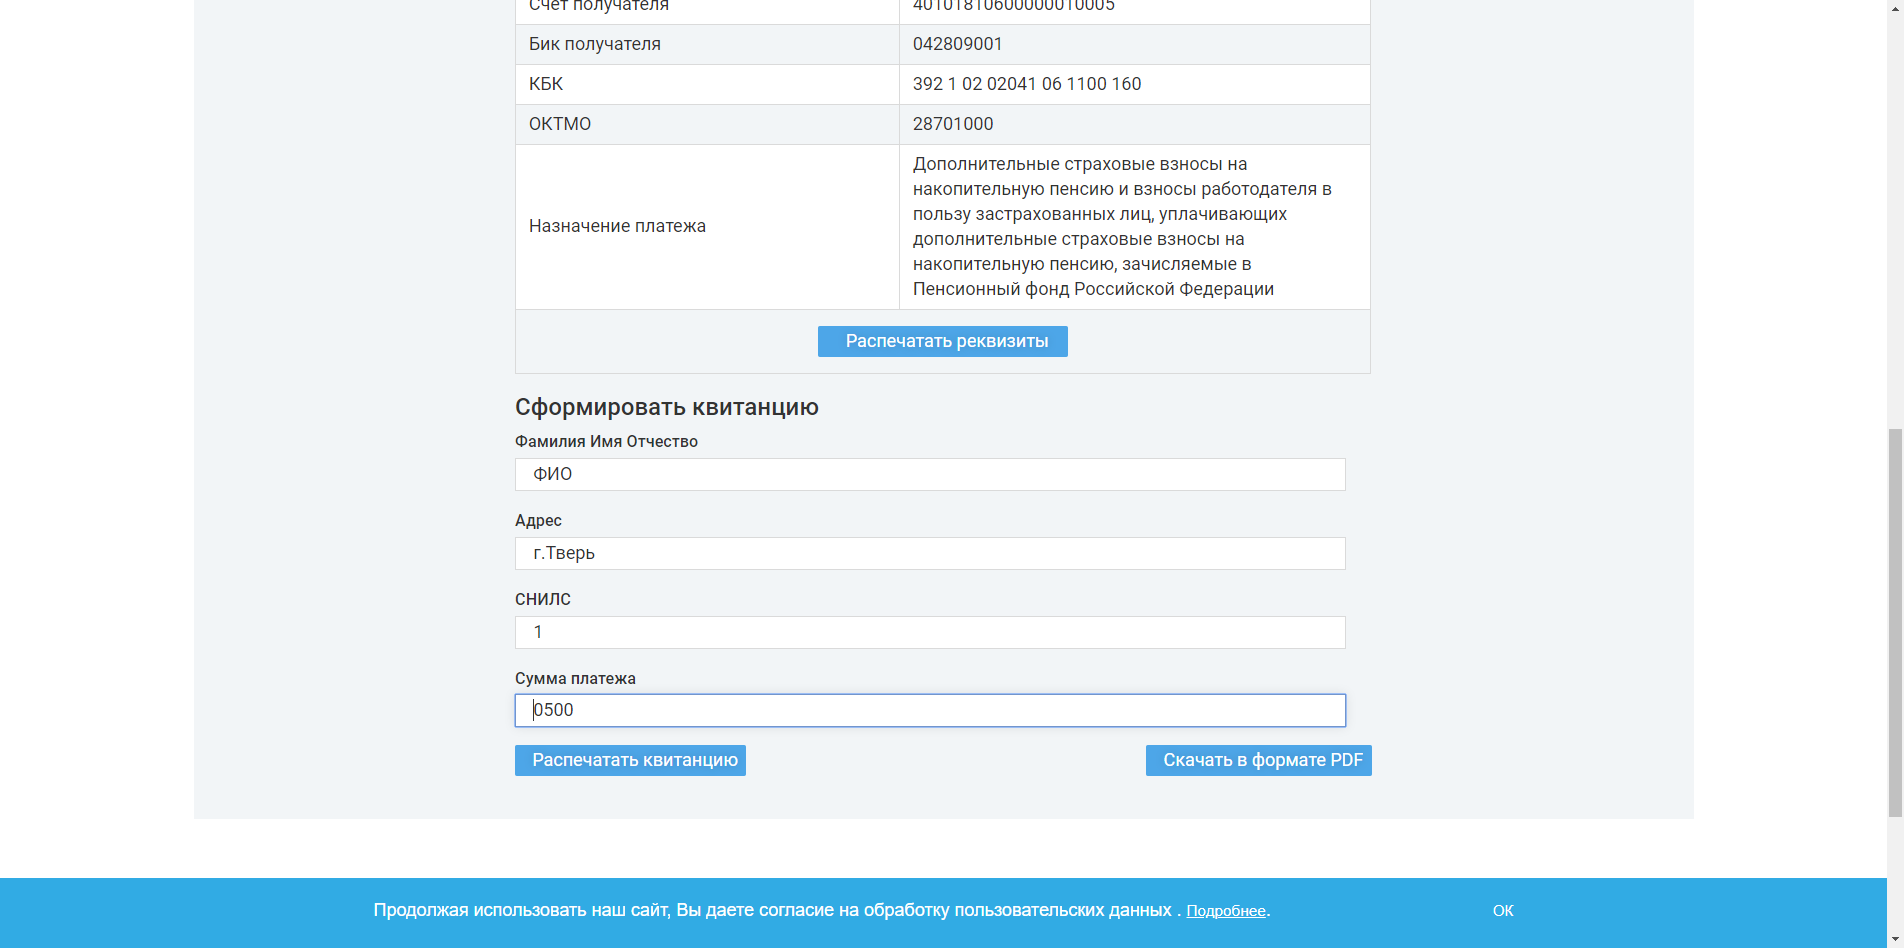 Счет получателя
40101810600000010005
Бик получателя
042809001
КБК
392 1 02 02041 06 1100 160
ОКТМО
28701000
Назначение платежа
Дополнительные страховые взносы на
накопительную пенсию и взносы работодателя в
пользу застрахованных лиц, уплачивающих
дополнительные страховые взносы на
накопительную пенсию, зачисляемые в
Пенсионный фонд Российской Федерации
Распечатать реквизиты
Сформировать квитанцию
Фамилия Имя Отчество
ФИО
Адрес
г.Тверь
СНИЛС
1
Сумма платежа
0500
Распечатать квитанцию
Скачать в формате PDF
Продолжая использовать наш сайт, Вы даете согласие на обработку пользовательских данных . Подробнее.
ОК